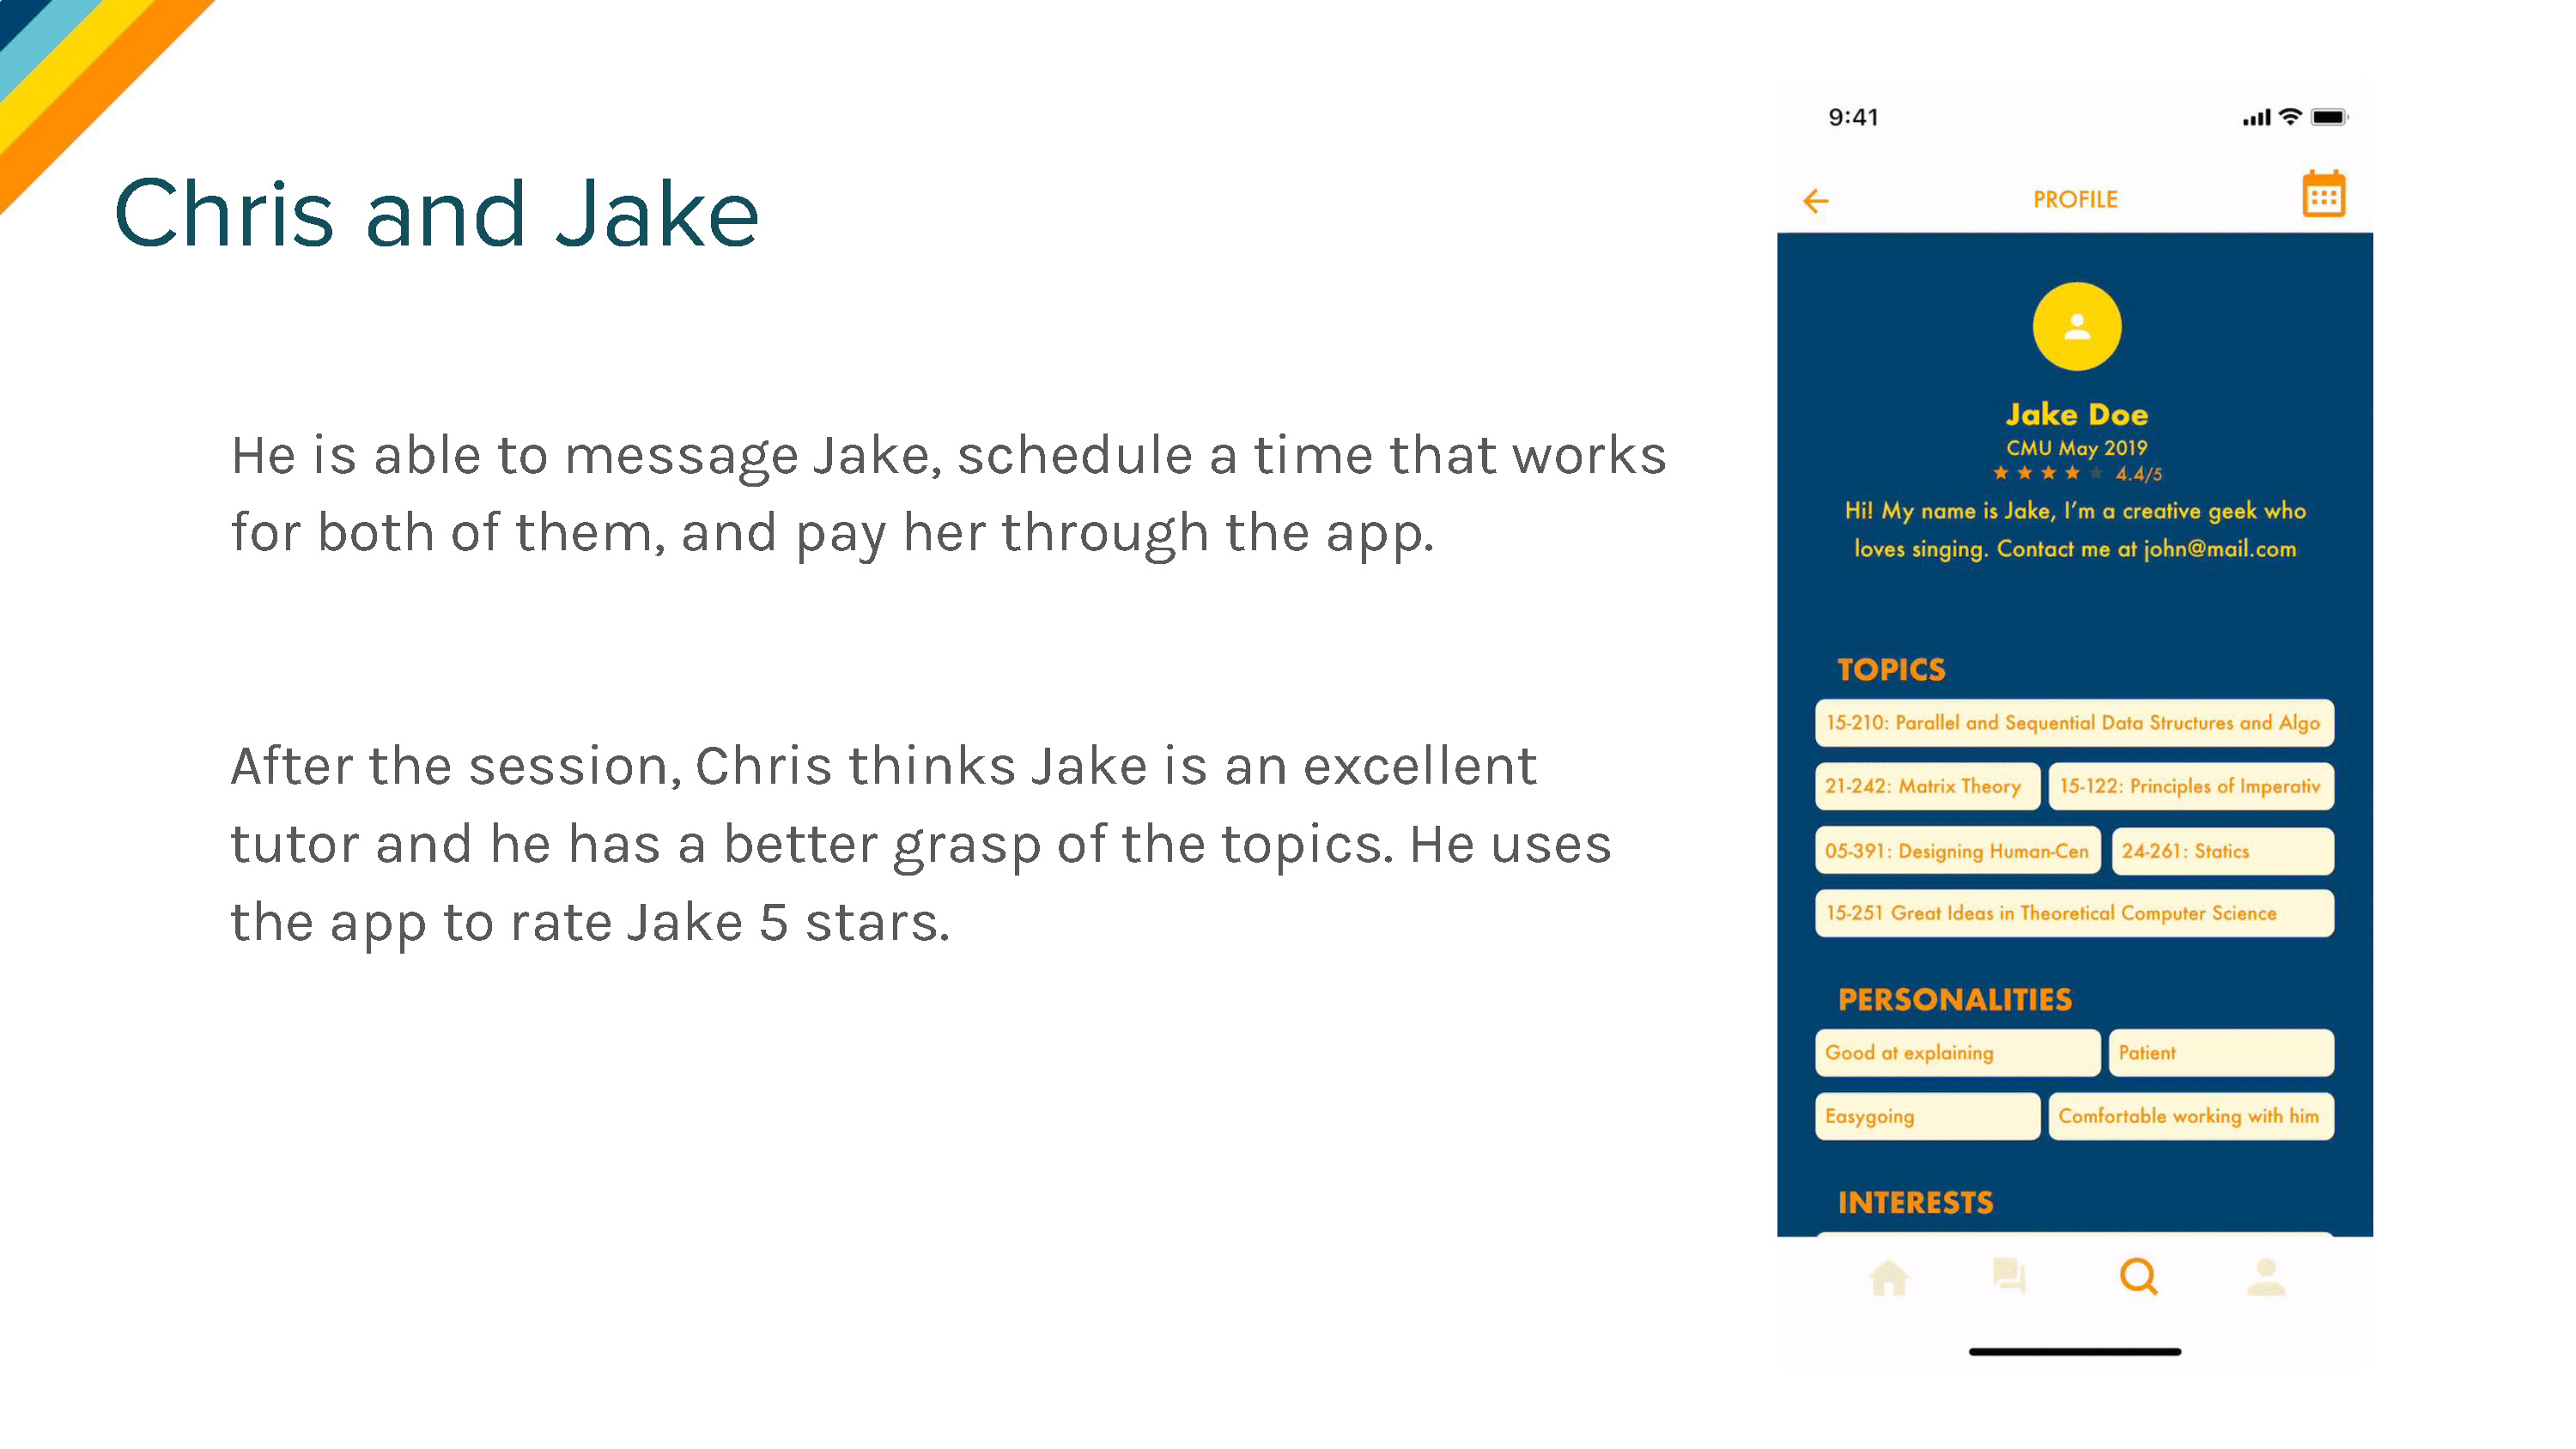 Chris and Jake
He is able to message Jake, schedule a time that works
for both of them, and pay her through the app.
After the session, Chris thinks Jake is an excellent
tutor and he has a better grasp of the topics. He uses
the app to rate Jake 5 stars.
9:41
PROFILE
Jake Doe
CMU May 2019
4.4/5
Hi! My name is Jake, I'm a creative geek who
loves singing. Contact me at john@mail.com
TOPICS
15-210: Parallel and Sequential Data Structures and Algo
21-242: Matrix Theory
15-122: Principles of Imperativ
05-391: Designing Human-Cen
24-261: Statics
15-251 Great Ideas in Theoretical Computer Science
PERSONALITIES
Good at explaining
Patient
Easygoing
Comfortable working with him
INTERESTS